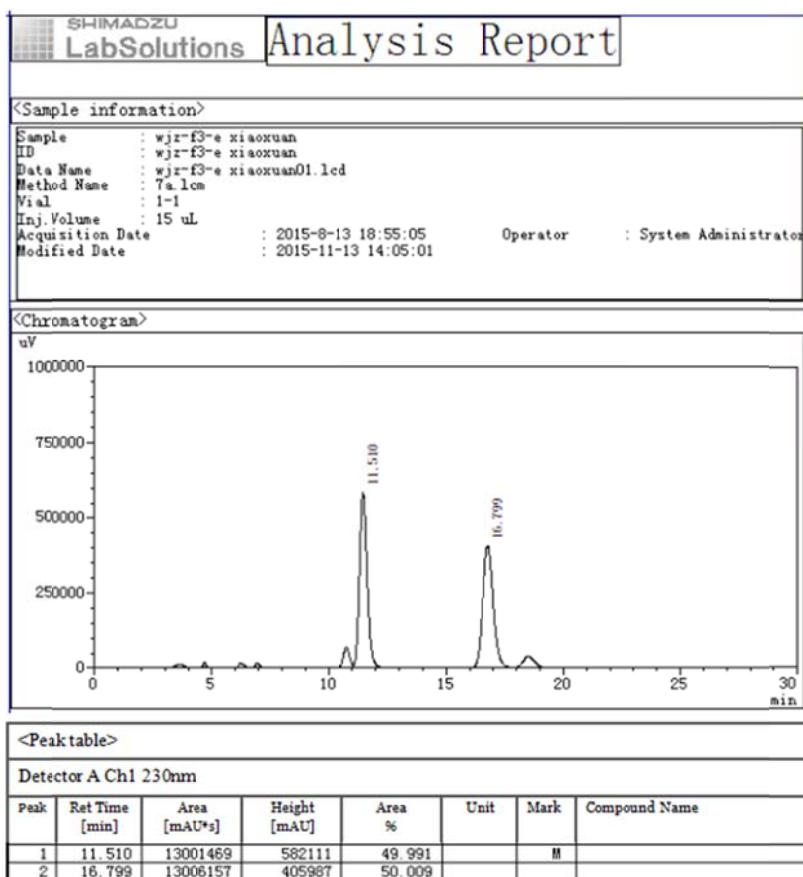 SHIMADZU
LabSolutions Analysis Report
<Sample information>
Sample : wjz-f3-e xiaoxuan
ID : wjz-f3-e xiaoxuan
Data Name : wjz-f3-e xiaoxuan01.lcd
Method Name : 7a.lcm
Vial : 1-1
Inj.Volume : 15 uL
Acquisition Date : 2015-8-13 18:55:05 Operator : System Administrator
Modified Date : 2015-11-13 14:05:01
<Chromatogram>
uV
1000000
750000
500000
250000
0
11.510
16.799
0 5 10 15 20 25 30
min
<Peak table>
Detector A Ch1 230nm
Peak Ret Time Area Height Area Unit Mark Compound Name
[min] [mAU*s] [mAU] %
1 11.510 13001469 582111 49.991 M
2 16.799 13006157 405987 50.009